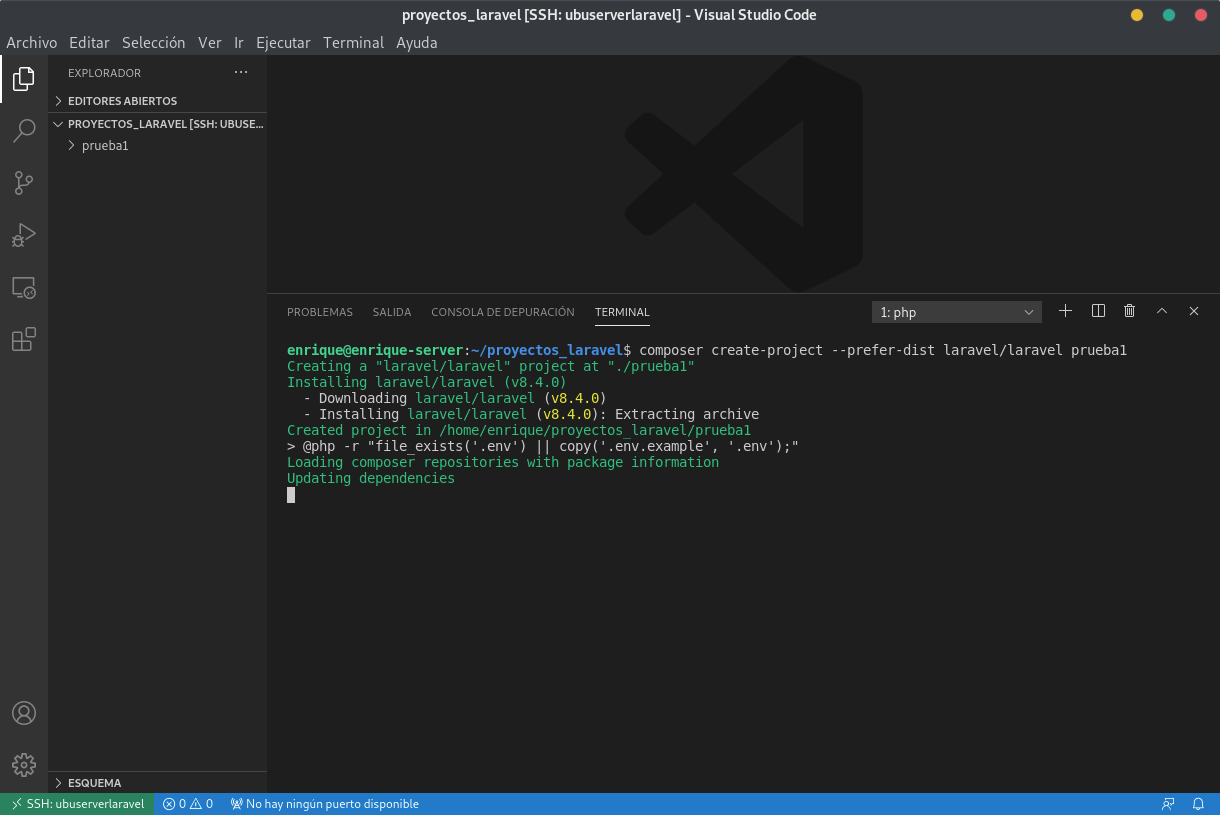 proyectos_laravel [SSH: ubuserverlaravel] - Visual Studio Code
Archivo Editar Selección Ver Ir Ejecutar Terminal Ayuda
EXPLORADOR
EDITORES ABIERTOS
PROYECTOS_LARAVEL [SSH: UBUSE...
prueba1
PROBLEMAS SALIDA CONSOLA DE DEPURACIÓN TERMINAL 1: php
enrique@enrique-server:~/proyectos_laravel$ composer create-project --prefer-dist laravel/laravel prueba1
Creating a "laravel/laravel" project at "./prueba1"
Installing laravel/laravel (v8.4.0)
- Downloading laravel/laravel (v8.4.0)
- Installing laravel/laravel (v8.4.0): Extracting archive
Created project in /home/enrique/proyectos_laravel/prueba1
> @php -r "file_exists('.env') || copy('.env.example', '.env');"
Loading composer repositories with package information
Updating dependencies
ESQUEMA
SSH: ubuserverlaravel 0 0 No hay ningún puerto disponible